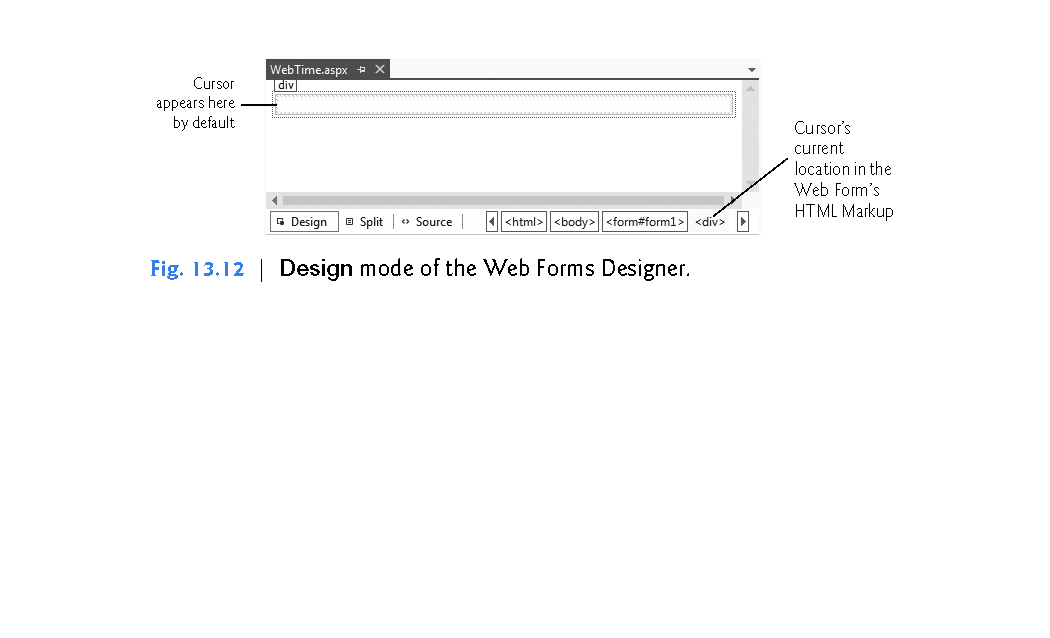 WebTime.aspx
div
Cursor
appears here
by default
Cursor's
current
location in the
Web Form's
HTML Markup
Design Split Source <html> <body> <form#form1> <div>
Fig. 13.12 | Design mode of the Web Forms Designer.